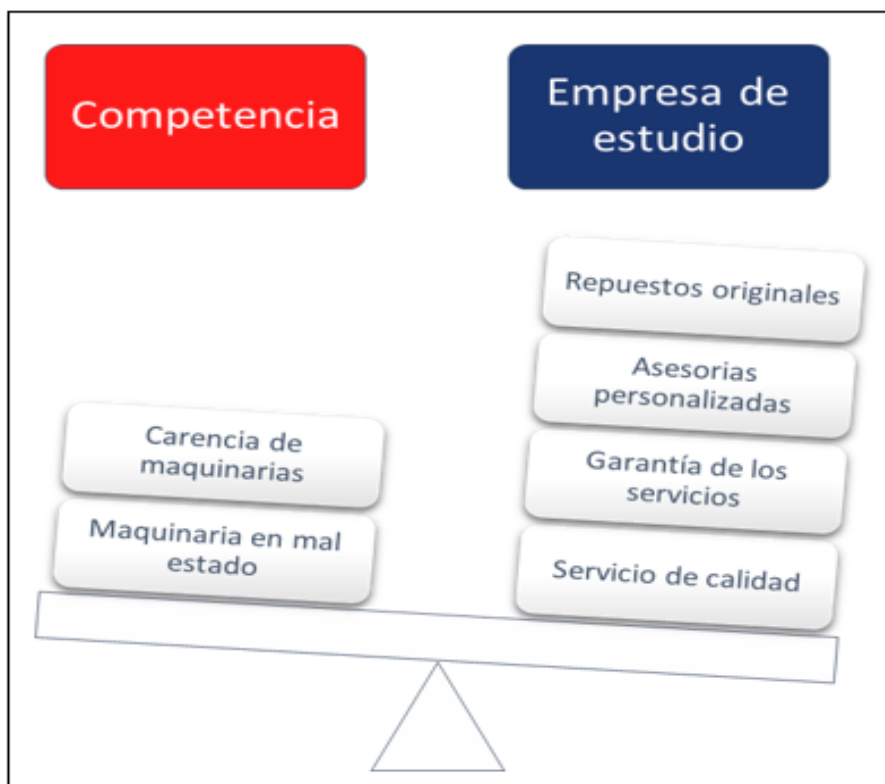 Competencia
Empresa de
estudio
Repuestos originales
Asesorias
personalizadas
Garantía de los
servicios
Servicio de calidad
Carencia de
maquinarias
Maquinaria en mal
estado